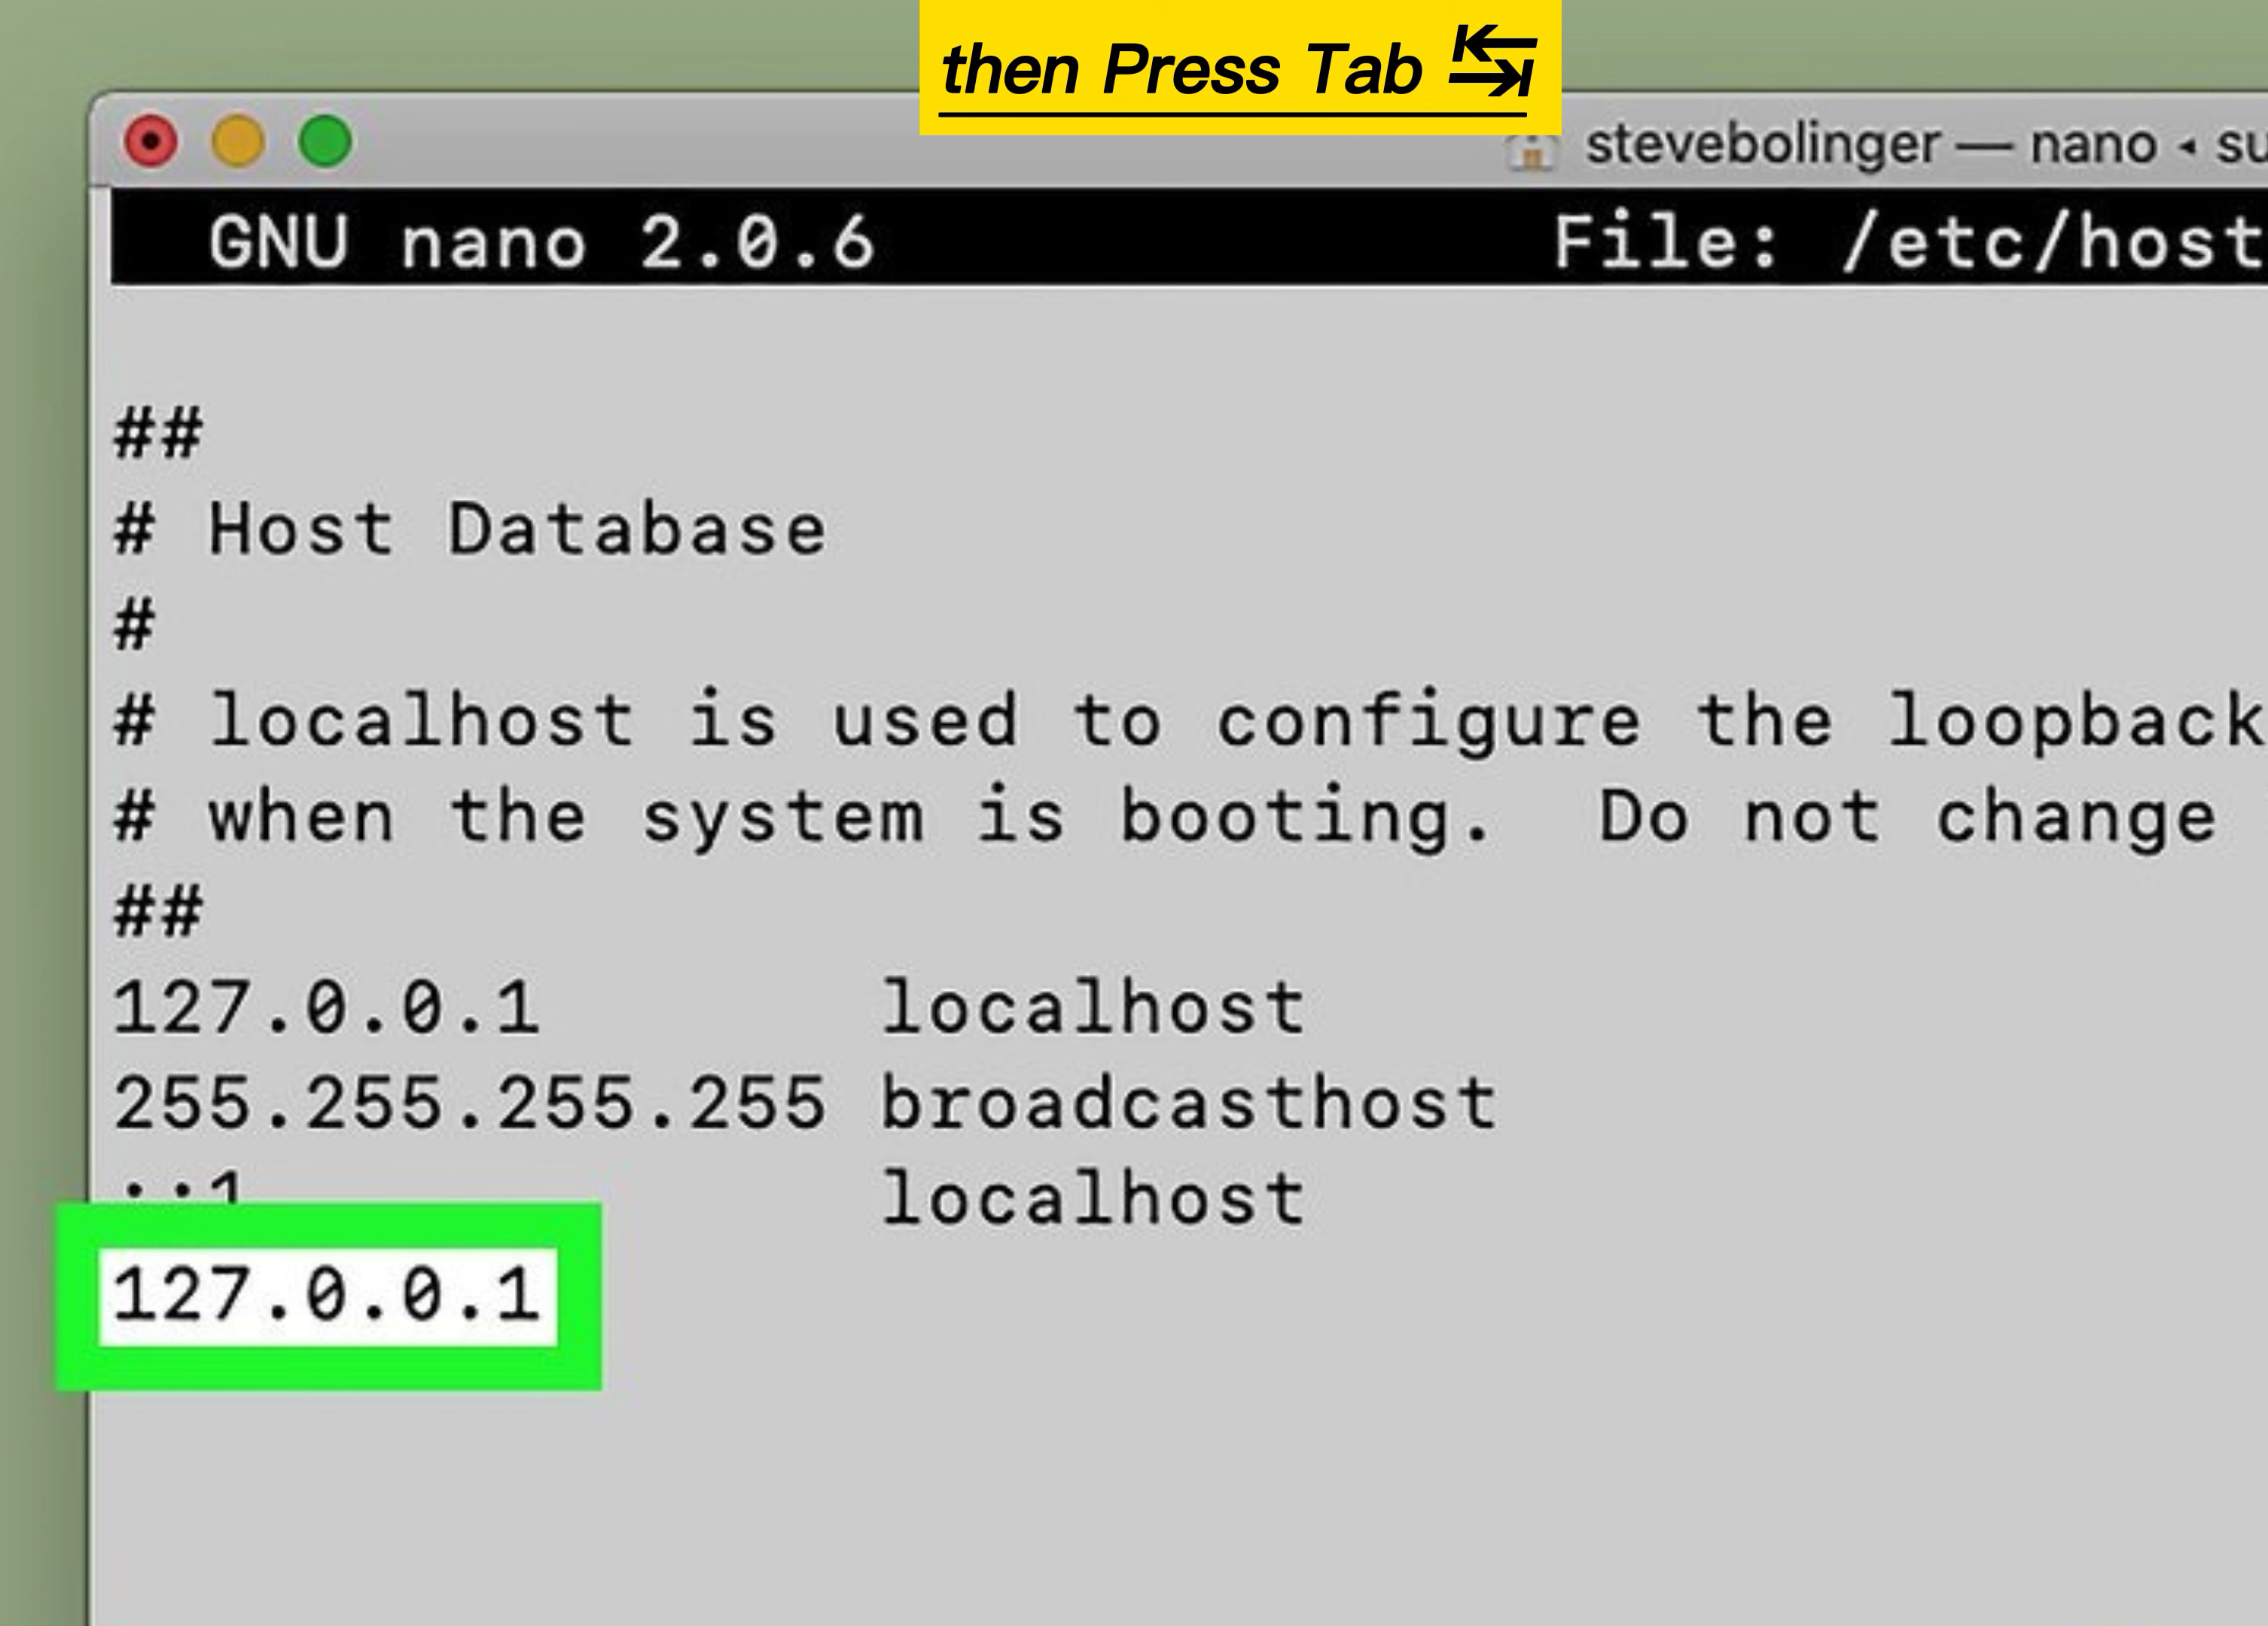 then Press Tab
stevebolinger — nano ◂ su
GNU nano 2.0.6 File: /etc/host
##
# Host Database
#
# localhost is used to configure the loopback
# when the system is booting.  Do not change
##
127.0.0.1 localhost
255.255.255.255 broadcasthost
::1 localhost
127.0.0.1